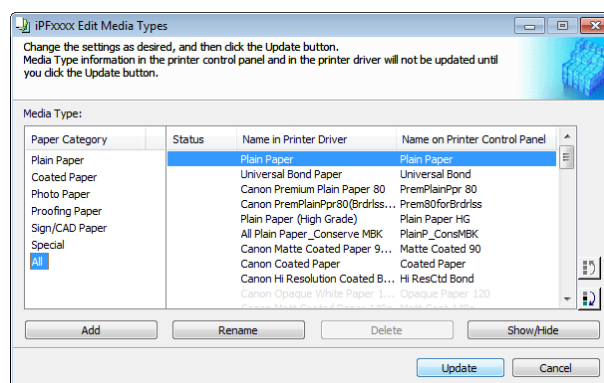 iPFxxxx Edit Media Types
Change the settings as desired, and then click the Update button.
Media Type information in the printer control panel and in the printer driver will not be updated until
you click the Update button.
Media Type:
Paper Category Status Name in Printer Driver Name on Printer Control Panel
Plain Paper Plain Paper Plain Paper
Coated Paper Universal Bond Paper Universal Bond
Photo Paper Canon Premium Plain Paper 80 PremPlainPpr 80
Proofing Paper Canon PremPlainPpr80(Brdrlss... Prem80forBrdrlss
Sign/CAD Paper Plain Paper (High Grade) Plain Paper HG
Special All Plain Paper_Conserve MBK PlainP_ConsMBK
All Canon Matte Coated Paper 9... Matte Coated 90
Canon Coated Paper Coated Paper
Canon Hi Resolution Coated B... Hi ResCtd Bond
Canon Opaque White Paper 1... Opaque Paper 120
Add Rename Delete Show/Hide
Update Cancel